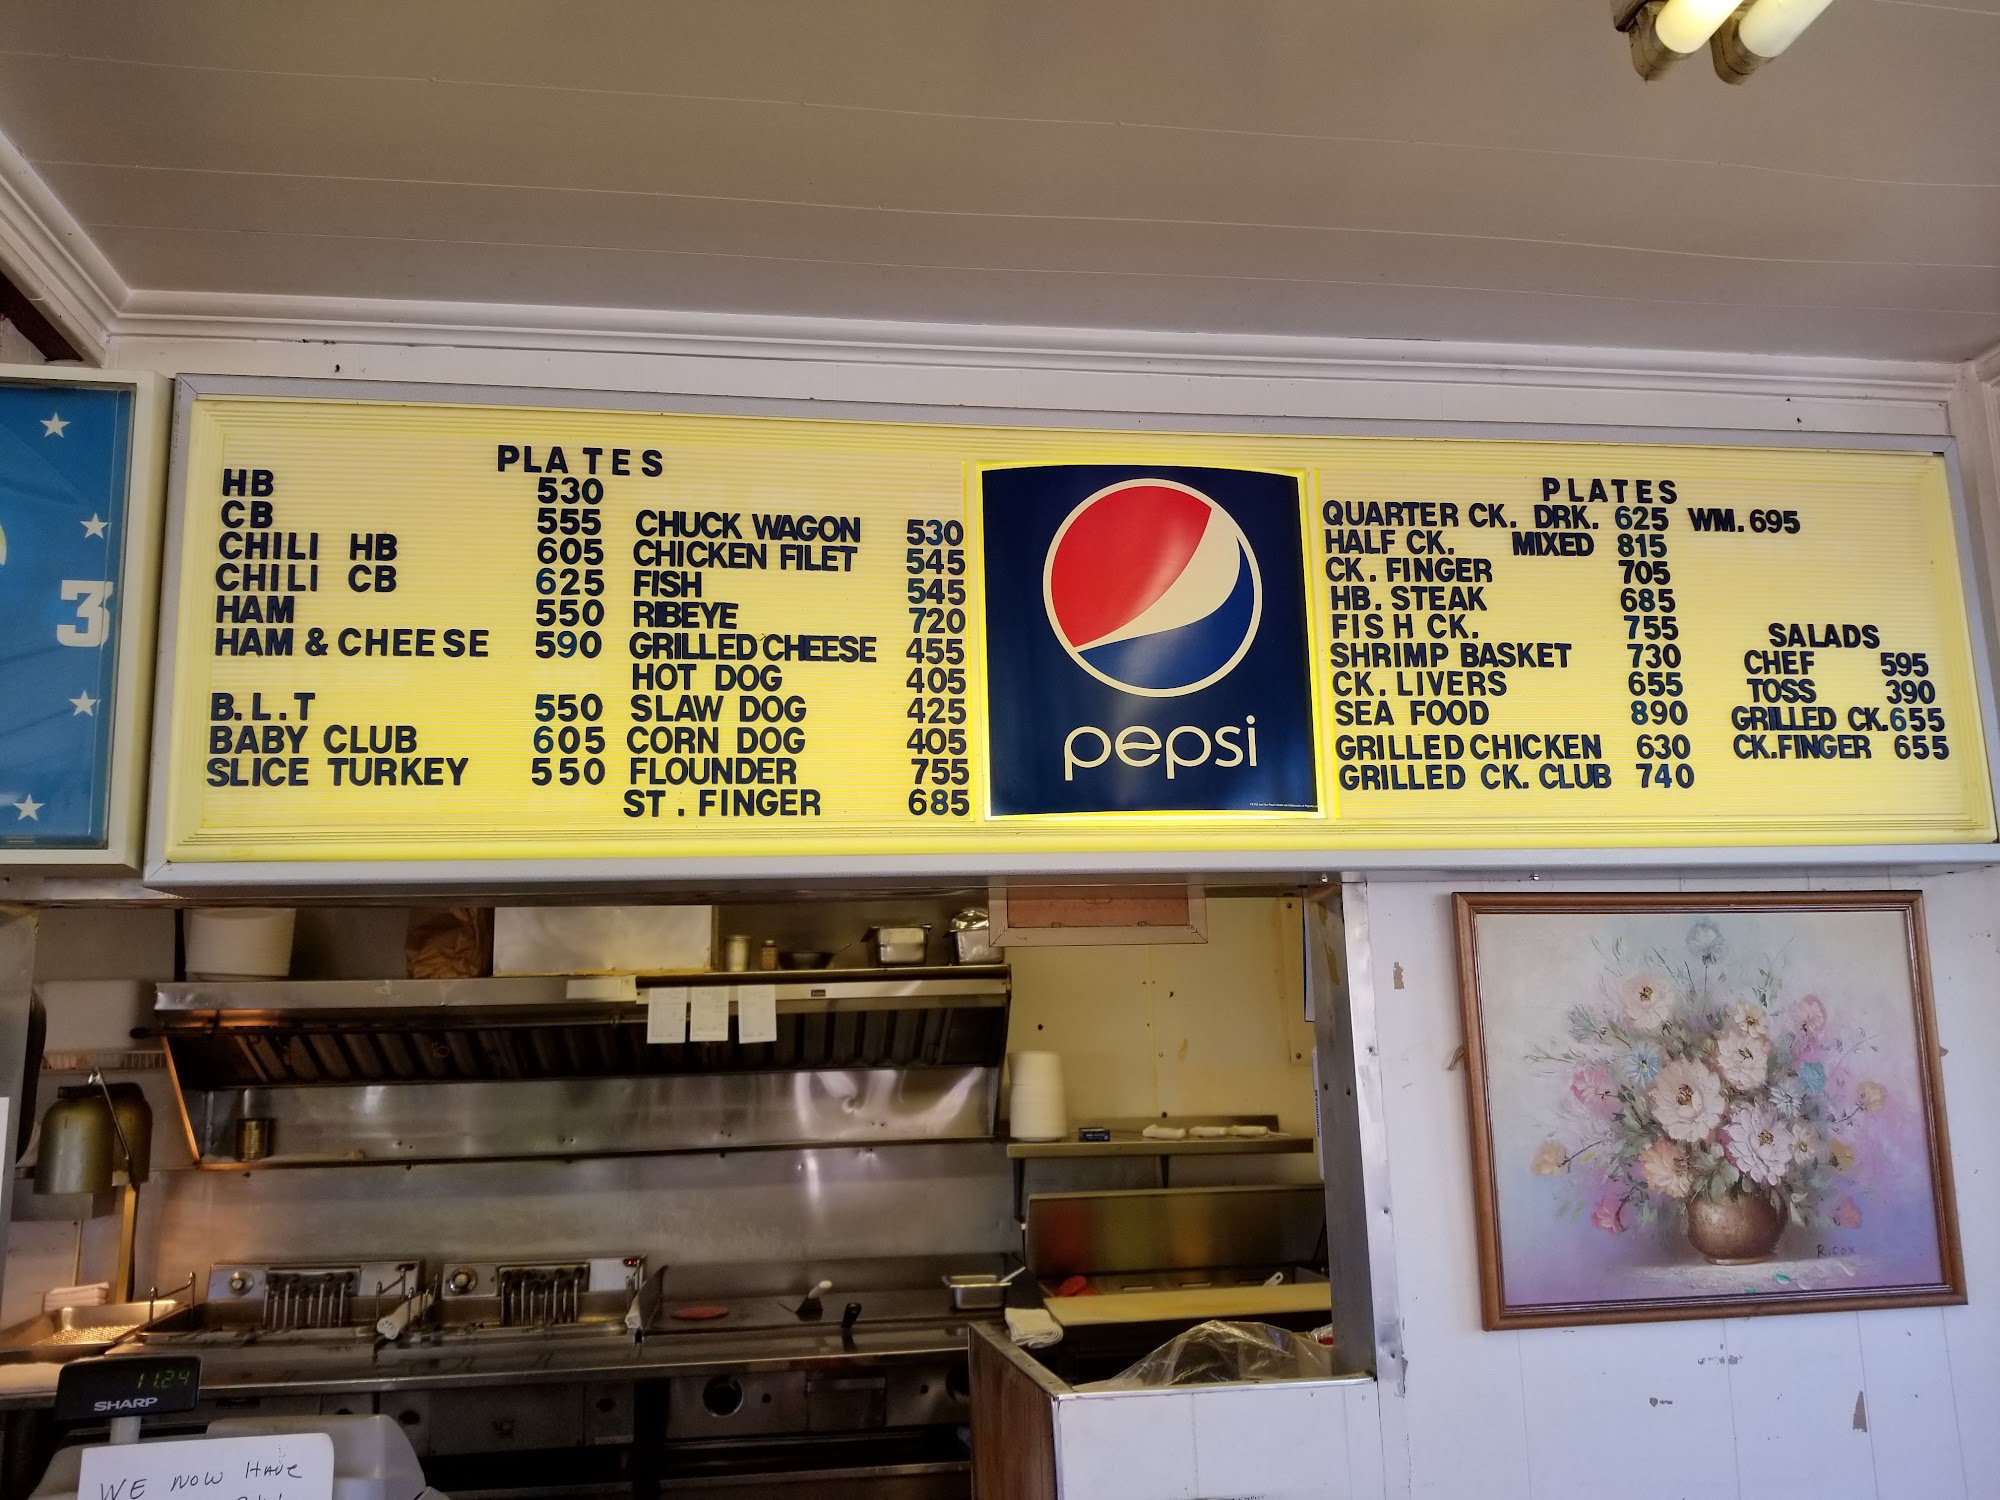 3
PLATES
HB 530
CB 555
CHILI HB 605
CHILI CB 625
HAM 550
HAM & CHEESE 590
B.L.T 550
BABY CLUB 605
SLICE TURKEY 550
CHUCK WAGON 530
CHICKEN FILET 545
FISH 545
RIBEYE 720
GRILLED CHEESE 455
HOT DOG 405
SLAW DOG 425
CORN DOG 405
FLOUNDER 755
ST. FINGER 685
pepsi
PLATES
QUARTER CK. DRK. 625 WM. 695
HALF CK. MIXED 815
CK. FINGER 705
HB. STEAK 685
FISH CK. 755
SHRIMP BASKET 730
CK. LIVERS 655
SEA FOOD 890
GRILLED CHICKEN 630
GRILLED CK. CLUB 740
SALADS
CHEF 595
TOSS 390
GRILLED CK. 655
CK. FINGER 655
R. COX
11:24
SHARP
WE NOW HAVE